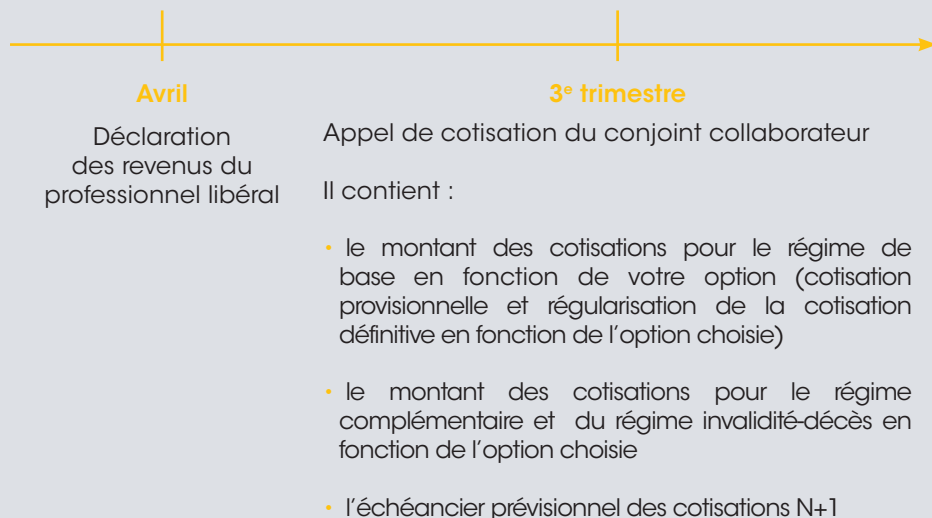 Avril
Déclaration
des revenus du
professionnel libéral
3e trimestre
Appel de cotisation du conjoint collaborateur
Il contient :
• le montant des cotisations pour le régime de
base en fonction de votre option (cotisation
provisionnelle et régularisation de la cotisation
définitive en fonction de l'option choisie)
• le montant des cotisations pour le régime
complémentaire et du régime invalidité-décès en
fonction de l'option choisie
• l'échéancier prévisionnel des cotisations N+1